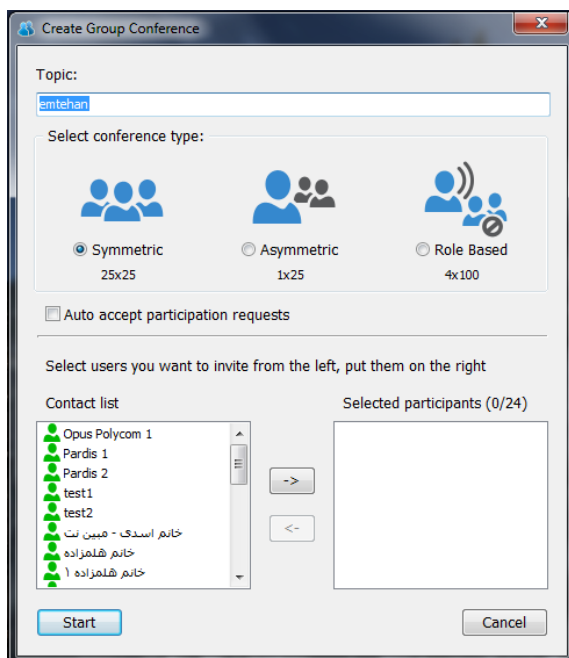 Create Group Conference
Topic:
emtehan
Select conference type:
Symmetric
25x25
Asymmetric
1x25
Role Based
4x100
Auto accept participation requests
Select users you want to invite from the left, put them on the right
Contact list
Opus Polycom 1
Pardis 1
Pardis 2
test1
test2
خانم اسدی - مبین نت
خانم هلمزاده
خانم هلمزاده ۱
->
<-
Selected participants (0/24)
Start
Cancel